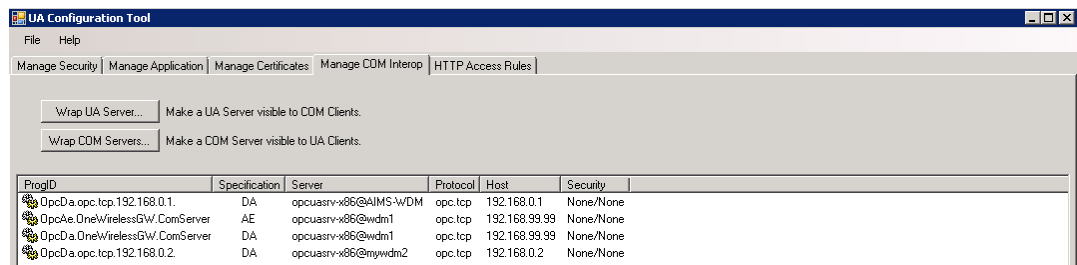 UA Configuration Tool
File Help
Manage Security Manage Application Manage Certificates Manage COM Interop HTTP Access Rules
Wrap UA Server... Make a UA Server visible to COM Clients.
Wrap COM Servers... Make a COM Server visible to UA Clients.
ProgID Specification Server Protocol Host Security
OpcDa.opc.tcp.192.168.0.1. DA opcuasrv-x86@AIMS-WDM opc.tcp 192.168.0.1 None/None
OpcAe.OneWirelessGW.ComServer AE opcuasrv-x86@wdm1 opc.tcp 192.168.99.99 None/None
OpcDa.OneWirelessGW.ComServer DA opcuasrv-x86@wdm1 opc.tcp 192.168.99.99 None/None
OpcDa.opc.tcp.192.168.0.2. DA opcuasrv-x86@mywdm2 opc.tcp 192.168.0.2 None/None